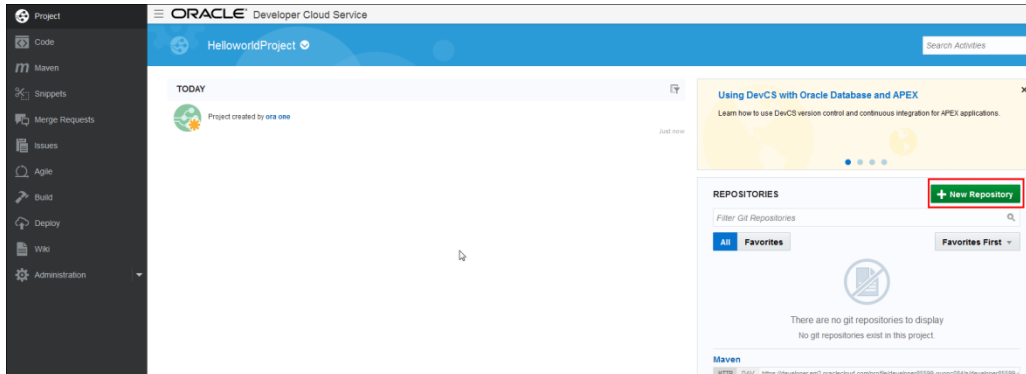 Project
Code
Maven
Snippets
Merge Requests
Issues
Agile
Build
Deploy
Wiki
Administration
ORACLE Developer Cloud Service
HelloworldProject
Search Activities
TODAY
Project created by ora one
Just now
Using DevCS with Oracle Database and APEX
Learn how to use DevCS version control and continuous integration for APEX applications.
REPOSITORIES
New Repository
Filter Git Repositories
All Favorites
Favorites First
There are no git repositories to display
No git repositories exist in this project.
Maven
HTTP DAV